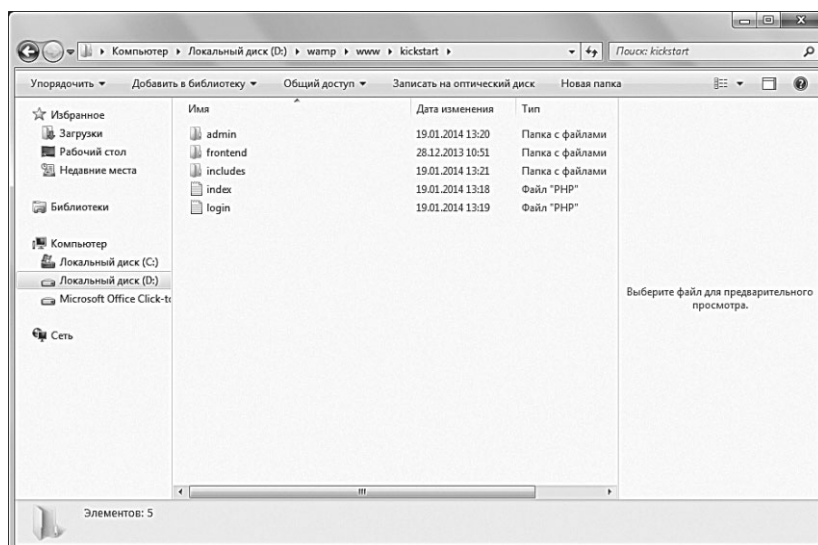 Компьютер ▸ Локальный диск (D:) ▸ wamp ▸ www ▸ kickstart ▸
Поиск: kickstart
Упорядочить ▾ Добавить в библиотеку ▾ Общий доступ ▾ Записать на оптический диск Новая папка
Избранное
Загрузки
Рабочий стол
Недавние места
Библиотеки
Компьютер
Локальный диск (C:)
Локальный диск (D:)
Microsoft Office Click-to
Сеть
Имя Дата изменения Тип
admin 19.01.2014 13:20 Папка с файлами
frontend 28.12.2013 10:51 Папка с файлами
includes 19.01.2014 13:21 Папка с файлами
index 19.01.2014 13:18 Файл "PHP"
login 19.01.2014 13:19 Файл "PHP"
Выберите файл для предварительного
просмотра.
Элементов: 5